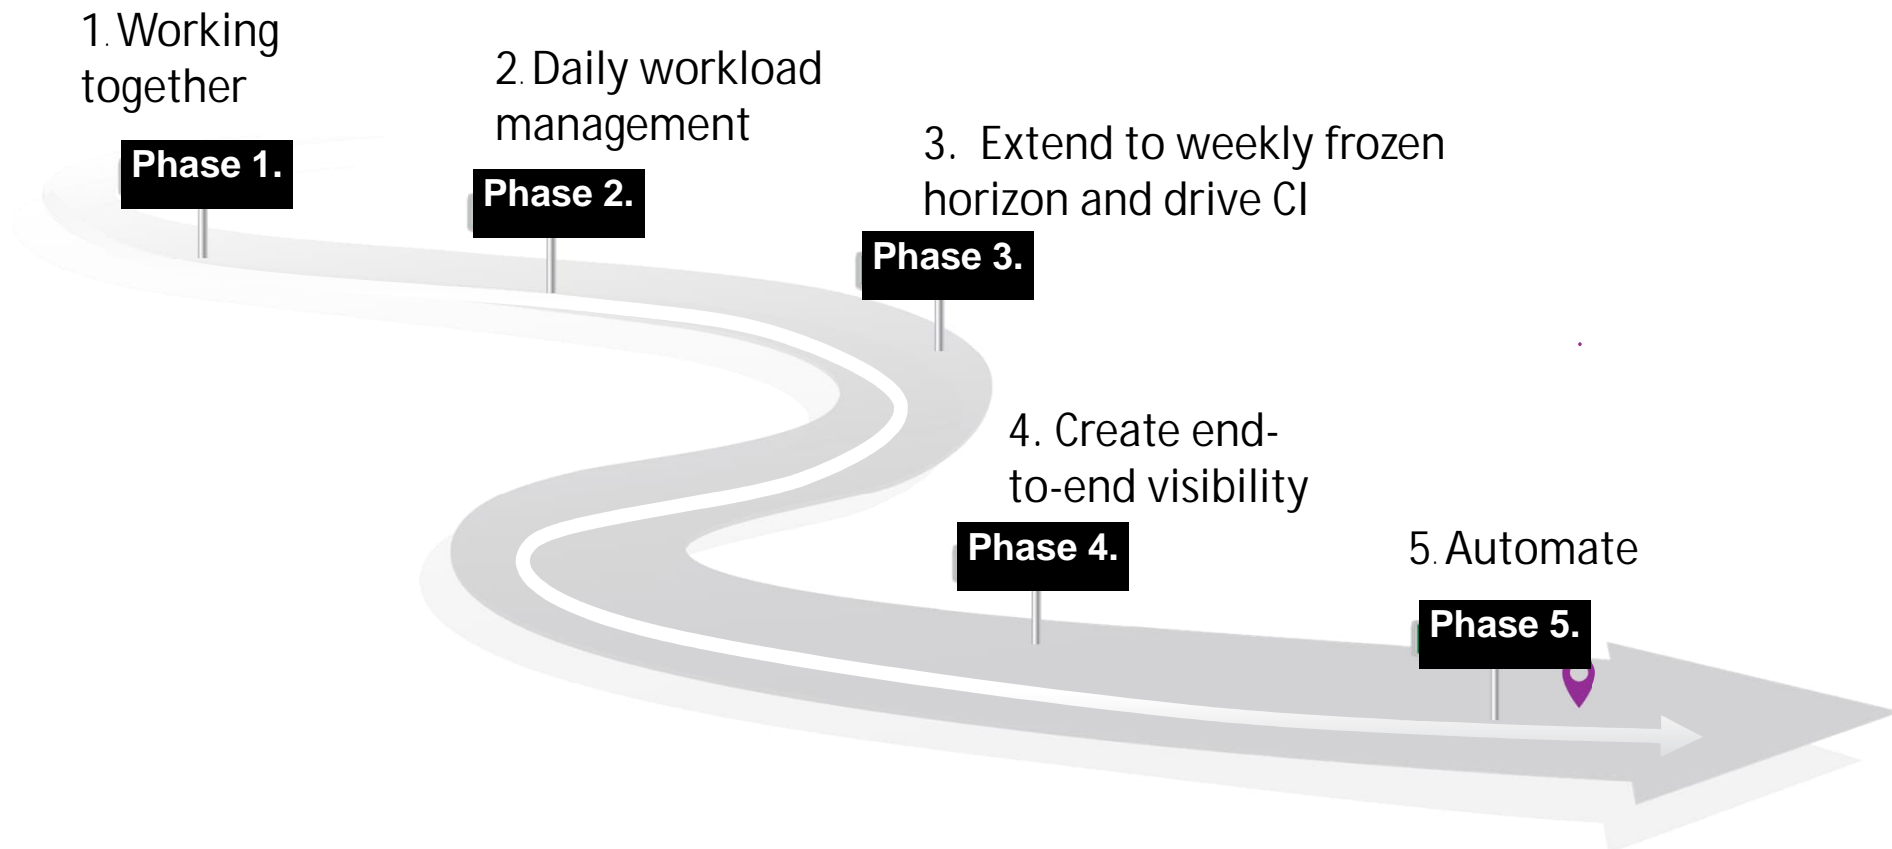 1. Working
together
Phase 1.
2. Daily workload
management
Phase 2.
3. Extend to weekly frozen
horizon and drive CI
Phase 3.
4. Create end-
to-end visibility
Phase 4.
5. Automate
Phase 5.